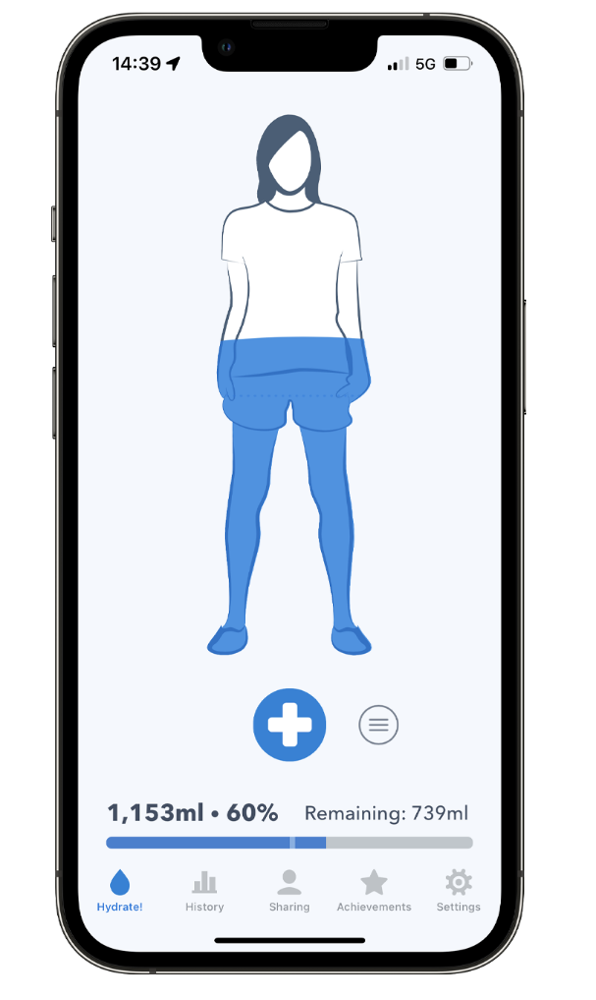 14:39 5G
1,153ml • 60% Remaining: 739ml
Hydrate! History Sharing Achievements Settings